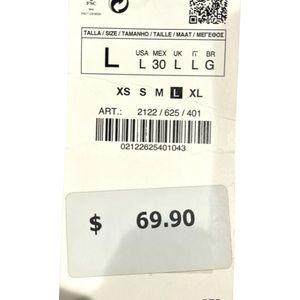 FSC
TALLA / SIZE / TAMANHO / TAILLE / MAAT / ΜΕΓΕΘΟΣ
L
USA MEX UK IT BR
L 30 L L G
XS S M L XL
ART.: 2122 / 625 / 401
02122625401043
$ 69.90